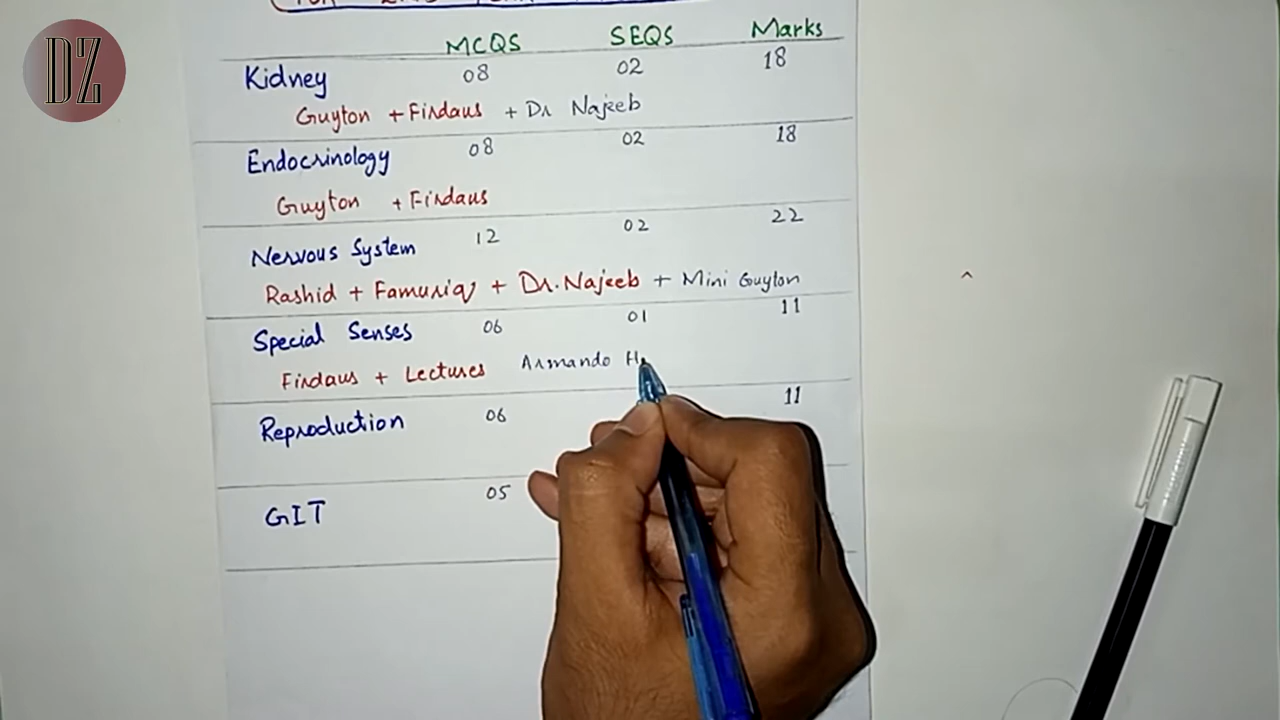 DZ
MCQS SEQS Marks
Kidney 08 02 18
Guyton + Firdaus + Dr Najeeb
Endocrinology 08 02 18
Guyton + Firdaus
Nervous System 12 02 22
Rashid + Famuriq + Dr. Najeeb + Mini Guyton
Special Senses 06 01 11
Firdaus + Lectures Armando
Reproduction 06 11
GIT 05